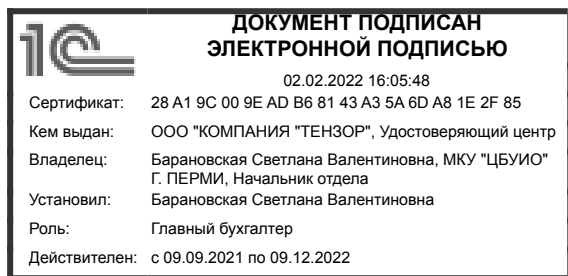 1С
ДОКУМЕНТ ПОДПИСАН
ЭЛЕКТРОННОЙ ПОДПИСЬЮ
02.02.2022 16:05:48
Сертификат: 28 A1 9C 00 9E AD B6 81 43 A3 5A 6D A8 1E 2F 85
Кем выдан: ООО "КОМПАНИЯ "ТЕНЗОР", Удостоверяющий центр
Владелец: Барановская Светлана Валентиновна, МКУ "ЦБУИО"
Г. ПЕРМИ, Начальник отдела
Установил: Барановская Светлана Валентиновна
Роль: Главный бухгалтер
Действителен: с 09.09.2021 по 09.12.2022